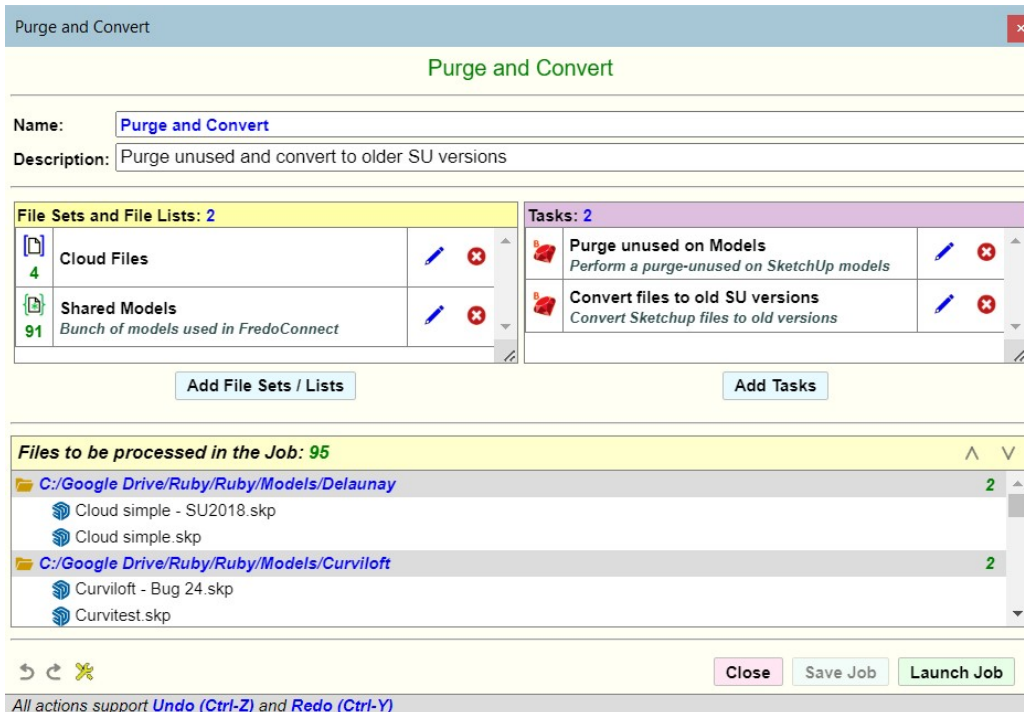 Purge and Convert
Purge and Convert
Name: Purge and Convert
Description: Purge unused and convert to older SU versions
File Sets and File Lists: 2
4 Cloud Files
91 Shared Models
Bunch of models used in FredoConnect
Add File Sets / Lists
Tasks: 2
B Purge unused on Models
Perform a purge-unused on SketchUp models
B Convert files to old SU versions
Convert Sketchup files to old versions
Add Tasks
Files to be processed in the Job: 95
C:/Google Drive/Ruby/Ruby/Models/Delaunay 2
Cloud simple - SU2018.skp
Cloud simple.skp
C:/Google Drive/Ruby/Ruby/Models/Curviloft 2
Curviloft - Bug 24.skp
Curvitest.skp
Close Save Job Launch Job
All actions support Undo (Ctrl-Z) and Redo (Ctrl-Y)